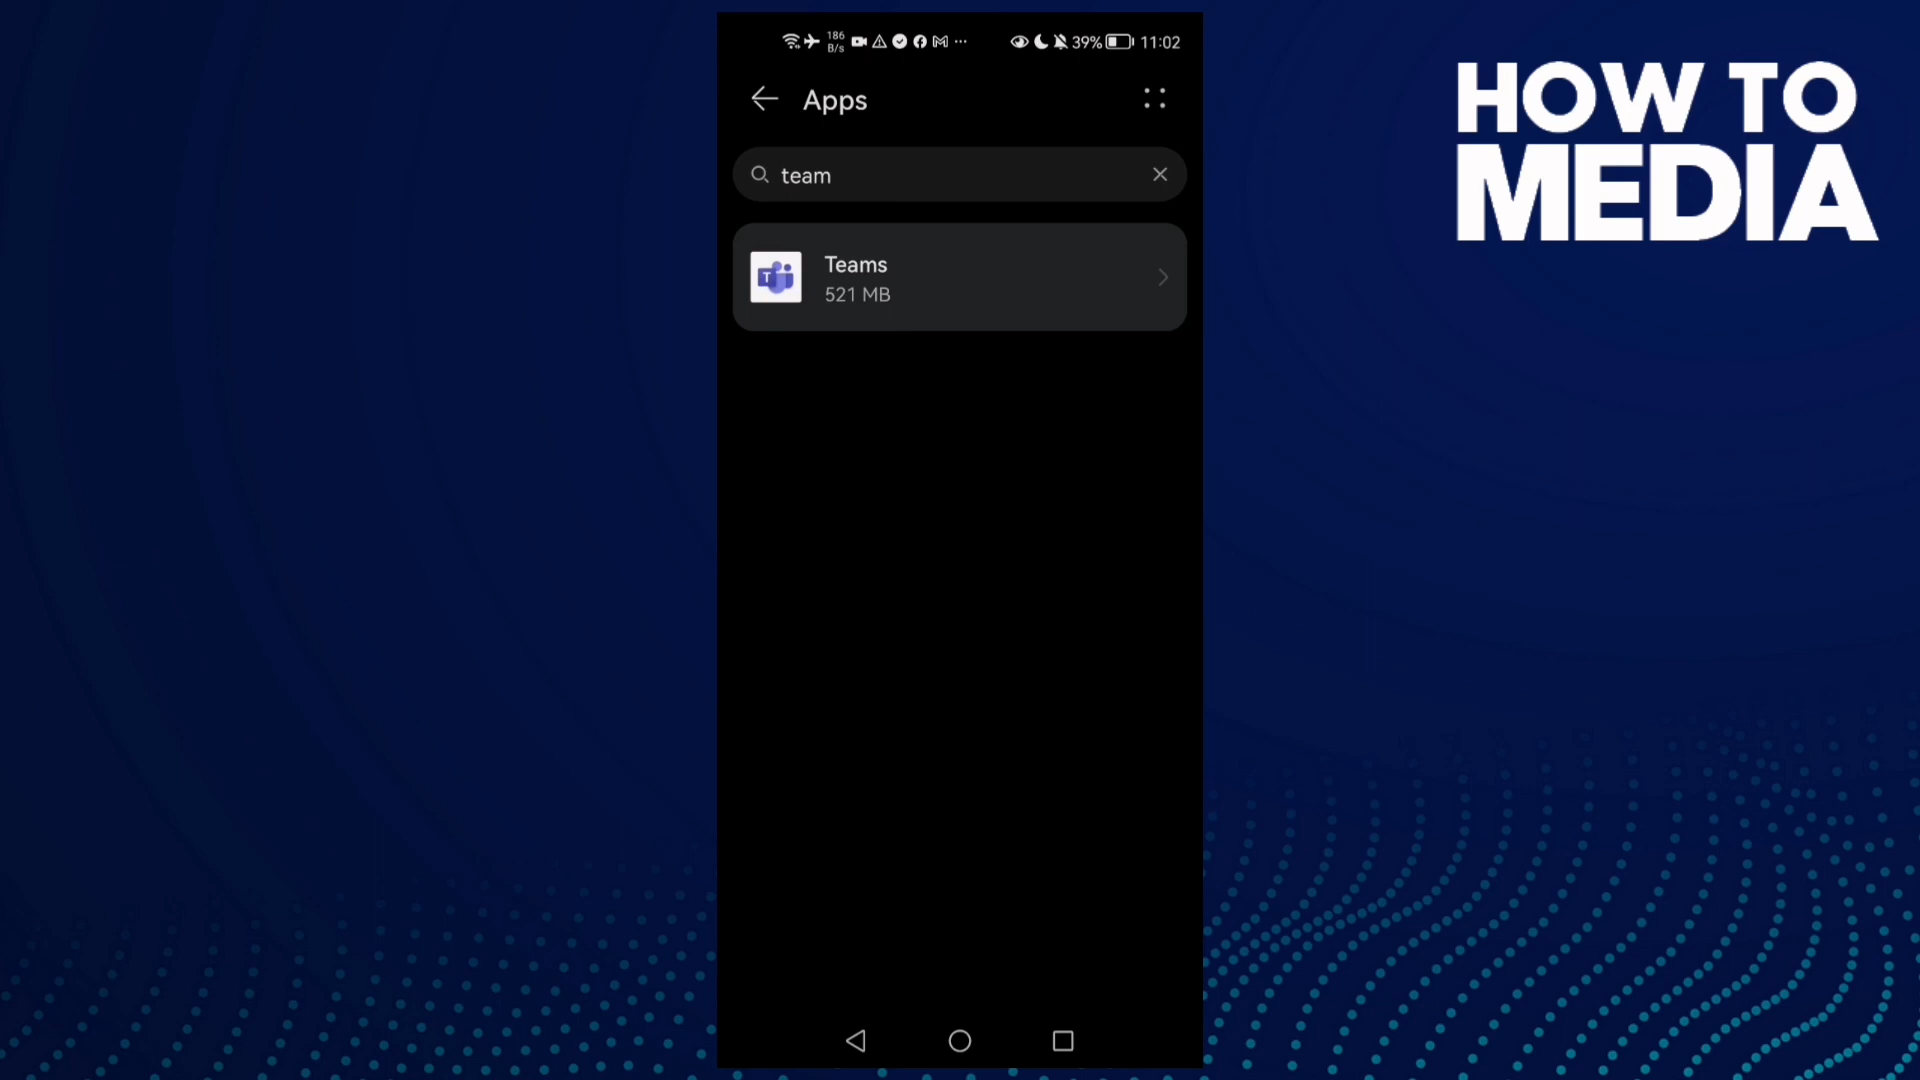 186
B/s
39%
11:02
Apps
team
Teams
521 MB
T
HOW TO
MEDIA